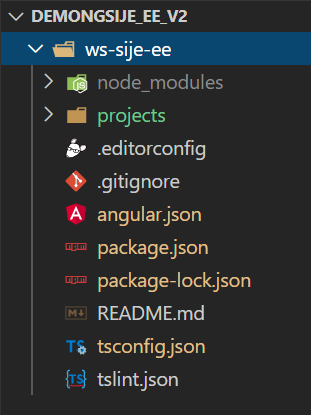 DEMONGSIJE_EE_V2
ws-sije-ee
node_modules
projects
.editorconfig
.gitignore
angular.json
package.json
package-lock.json
README.md
tsconfig.json
tslint.json